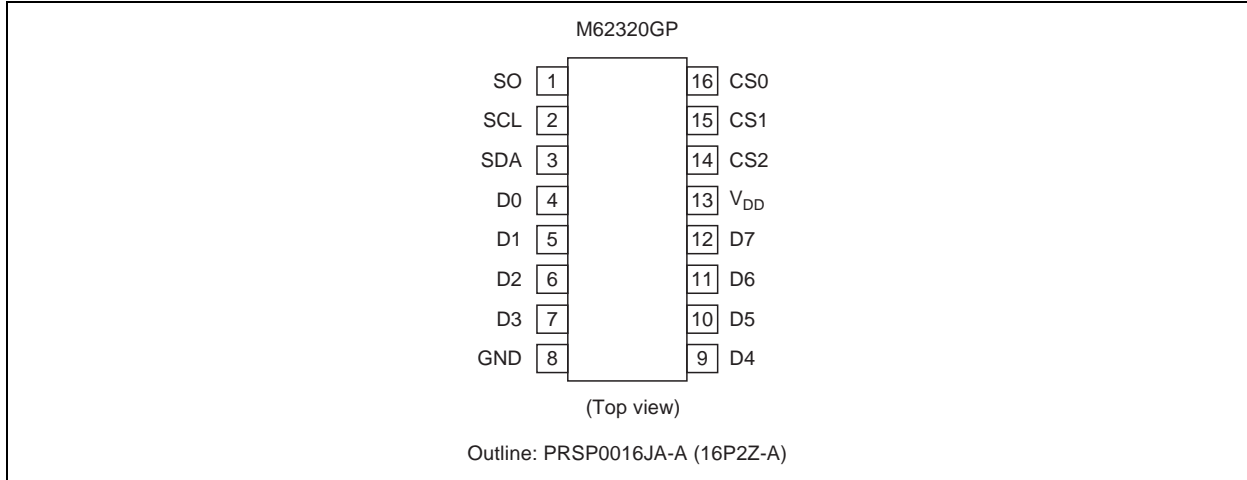 M62320GP
SO 1 16 CS0
SCL 2 15 CS1
SDA 3 14 CS2
D0 4 13 VDD
D1 5 12 D7
D2 6 11 D6
D3 7 10 D5
GND 8 9 D4
(Top view)
Outline: PRSP0016JA-A (16P2Z-A)